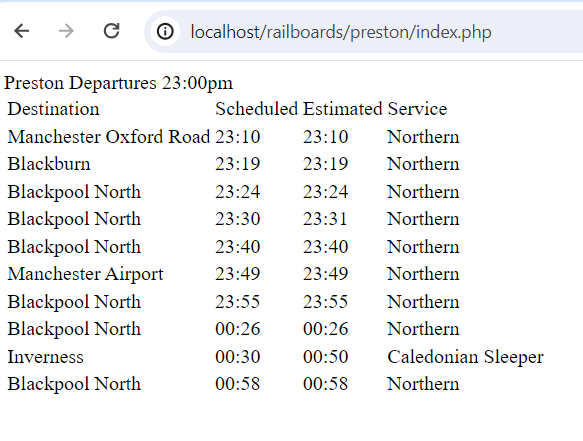 localhost/railboards/preston/index.php
Preston Departures 23:00pm
Destination Scheduled Estimated Service
Manchester Oxford Road 23:10 23:10 Northern
Blackburn 23:19 23:19 Northern
Blackpool North 23:24 23:24 Northern
Blackpool North 23:30 23:31 Northern
Blackpool North 23:40 23:40 Northern
Manchester Airport 23:49 23:49 Northern
Blackpool North 23:55 23:55 Northern
Blackpool North 00:26 00:26 Northern
Inverness 00:30 00:50 Caledonian Sleeper
Blackpool North 00:58 00:58 Northern